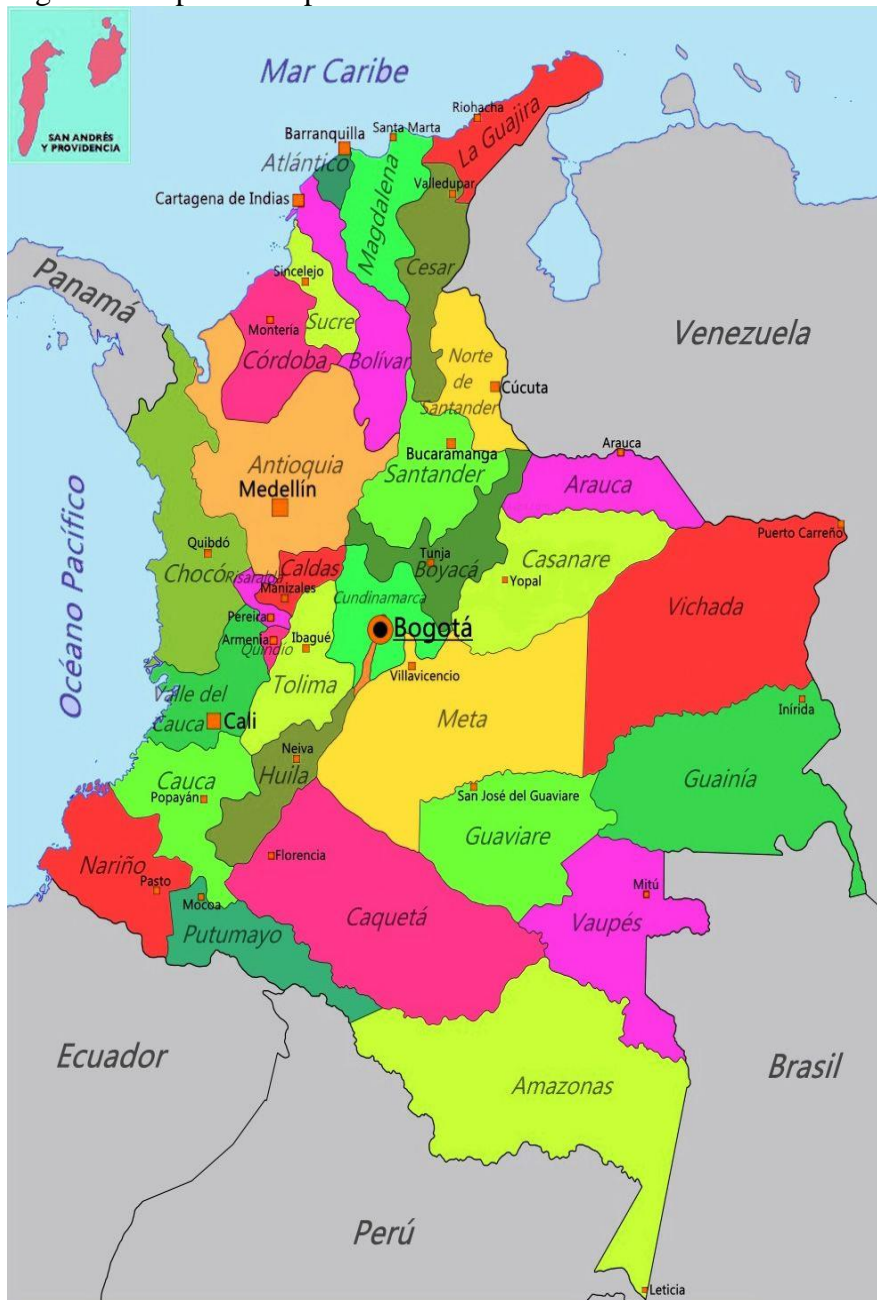 SAN ANDRÉS
Y PROVIDENCIA
Mar Caribe
Riohacha
Santa Marta
La Guajira
Barranquilla
Atlántico
Valledupar
Cartagena de Indias
Magdalena
Cesar
Panamá
Sincelejo
Sucre
Montería
Córdoba
Bolívar
Norte
de
Santander
Venezuela
Cúcuta
Bucaramanga
Santander
Arauca
Arauca
Antioquia
Medellín
Océano Pacífico
Puerto Carreño
Quibdó
Chocó
Risaralda
Caldas
Manizales
Tunja
Boyacá
Casanare
Yopal
Vichada
Cundinamarca
Pereira
Armenia
Quindío
Ibagué
Bogotá
Villavicencio
Tolima
Valle del
Cauca
Cali
Meta
Inírida
Neiva
Huila
Guainía
Cauca
Popayán
San José del Guaviare
Guaviare
Nariño
Pasto
Florencia
Mocoa
Putumayo
Caquetá
Mitú
Vaupés
Ecuador
Amazonas
Brasil
Perú
Leticia